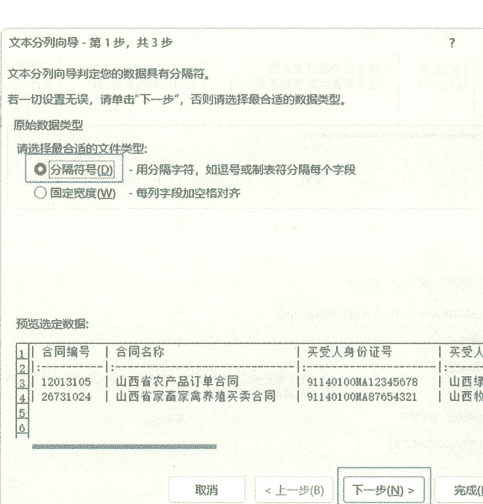 文本分列向导 - 第 1 步，共 3 步 ?
文本分列向导判定您的数据具有分隔符。
若一切设置无误，请单击“下一步”，否则请选择最合适的数据类型。
原始数据类型
请选择最合适的文件类型:
分隔符号(D) - 用分隔字符，如逗号或制表符分隔每个字段
固定宽度(W) - 每列字段加空格对齐
预览选定数据:
1 | 合同编号 | 合同名称 | 买受人身份证号 | 买受人
2 |:--- |:--- |:--- |:---
3 | 12013105 | 山西省农产品订单合同 | 91140100MA12345678 | 山西绿
4 | 26731024 | 山西省家畜家禽养殖买卖合同 | 91140100MA87654321 | 山西牧
5
6
取消 < 上一步(B) 下一步(N) > 完成(